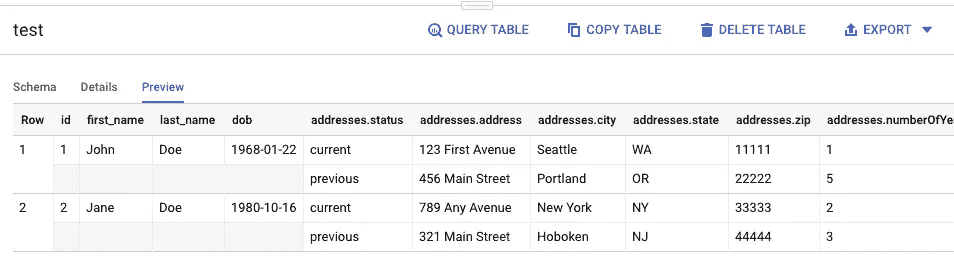 test QUERY TABLE COPY TABLE DELETE TABLE EXPORT
Schema Details Preview
Row id first_name last_name dob addresses.status addresses.address addresses.city addresses.state addresses.zip addresses.numberOfYe
1 1 John Doe 1968-01-22 current 123 First Avenue Seattle WA 11111 1
previous 456 Main Street Portland OR 22222 5
2 2 Jane Doe 1980-10-16 current 789 Any Avenue New York NY 33333 2
previous 321 Main Street Hoboken NJ 44444 3